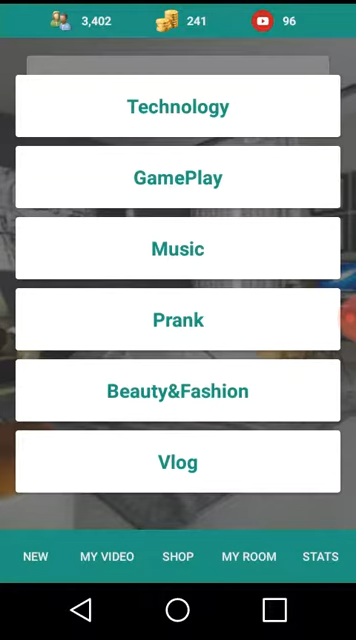 3,402 241 96
Technology
GamePlay
Music
Prank
Beauty&Fashion
Vlog
NEW MY VIDEO SHOP MY ROOM STATS